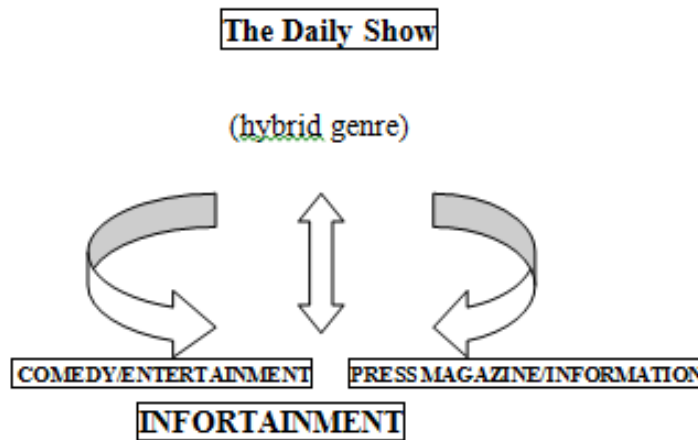 The Daily Show
(hybrid genre)
COMEDY/ENTERTAINMENT PRESS MAGAZINE/INFORMATION
INFORTAINMENT